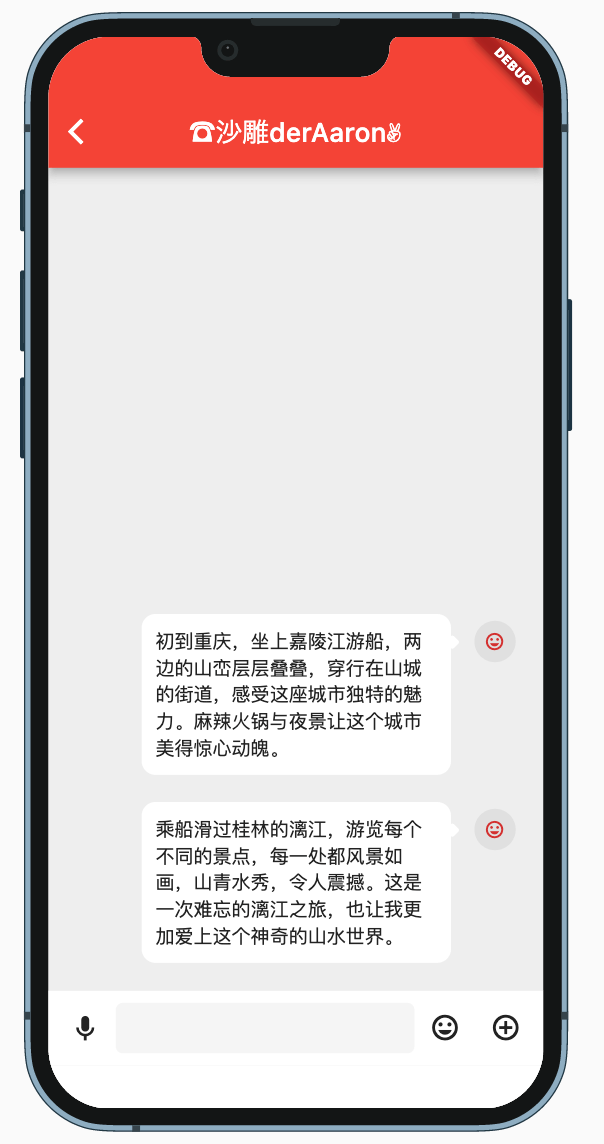 DEBUG
☎沙雕derAaron✌
初到重庆，坐上嘉陵江游船，两
边的山峦层层叠叠，穿行在山城
的街道，感受这座城市独特的魅
力。麻辣火锅与夜景让这个城市
美得惊心动魄。
乘船滑过桂林的漓江，游览每个
不同的景点，每一处都风景如
画，山青水秀，令人震撼。这是
一次难忘的漓江之旅，也让我更
加爱上这个神奇的山水世界。